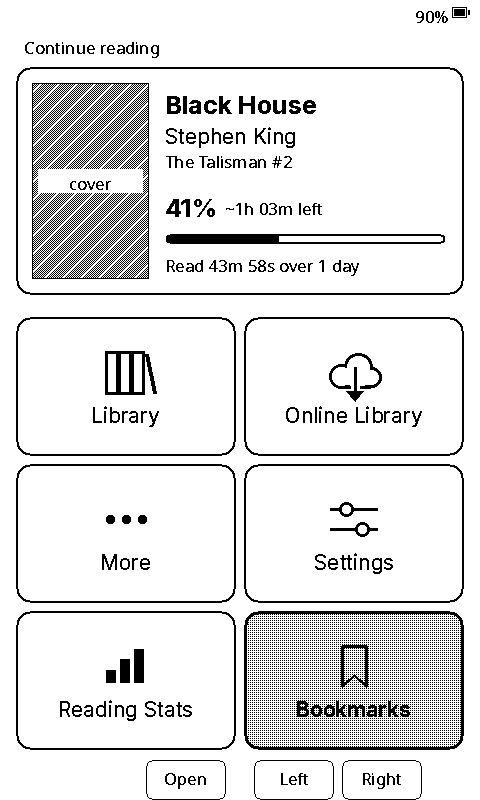 90%
Continue reading
cover
Black House
Stephen King
The Talisman #2
41% ~1h 03m left
Read 43m 58s over 1 day
Library
Online Library
More
Settings
Reading Stats
Bookmarks
Open
Left
Right